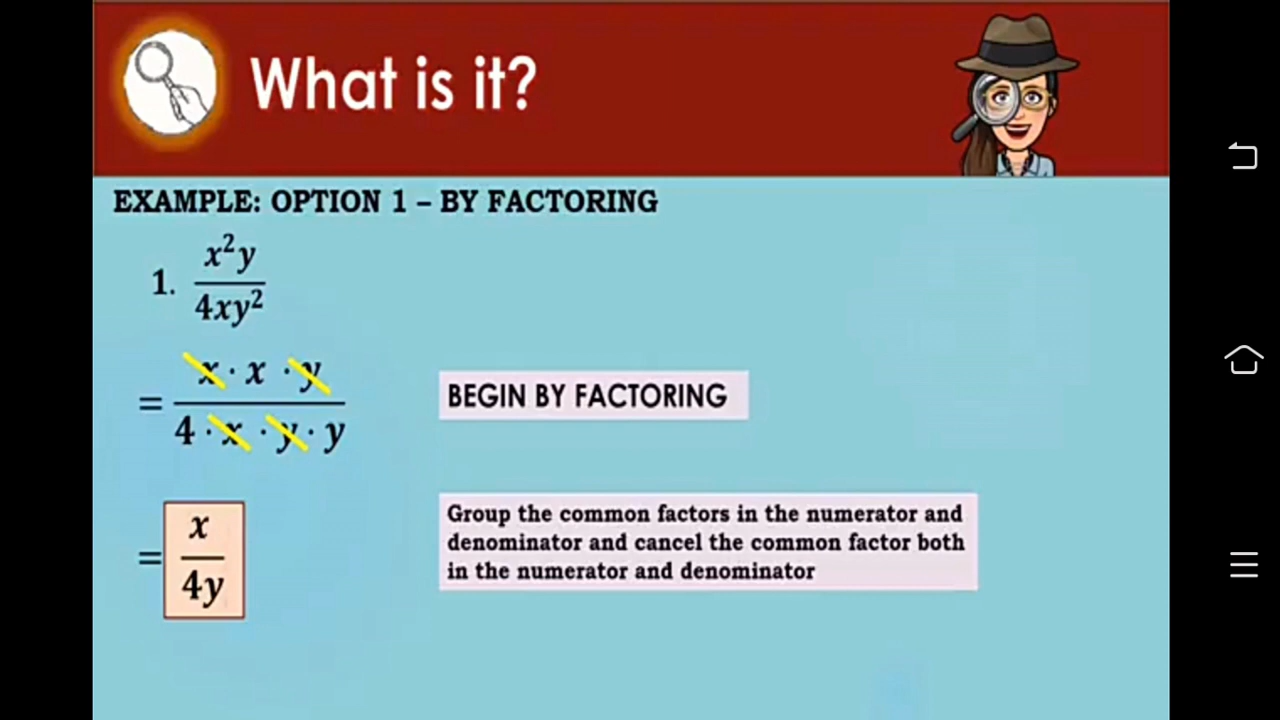 What is it?
EXAMPLE: OPTION 1 – BY FACTORING
1. x²y
4xy²
= x · x · y
4 · x · y · y
BEGIN BY FACTORING
= x
4y
Group the common factors in the numerator and
denominator and cancel the common factor both
in the numerator and denominator